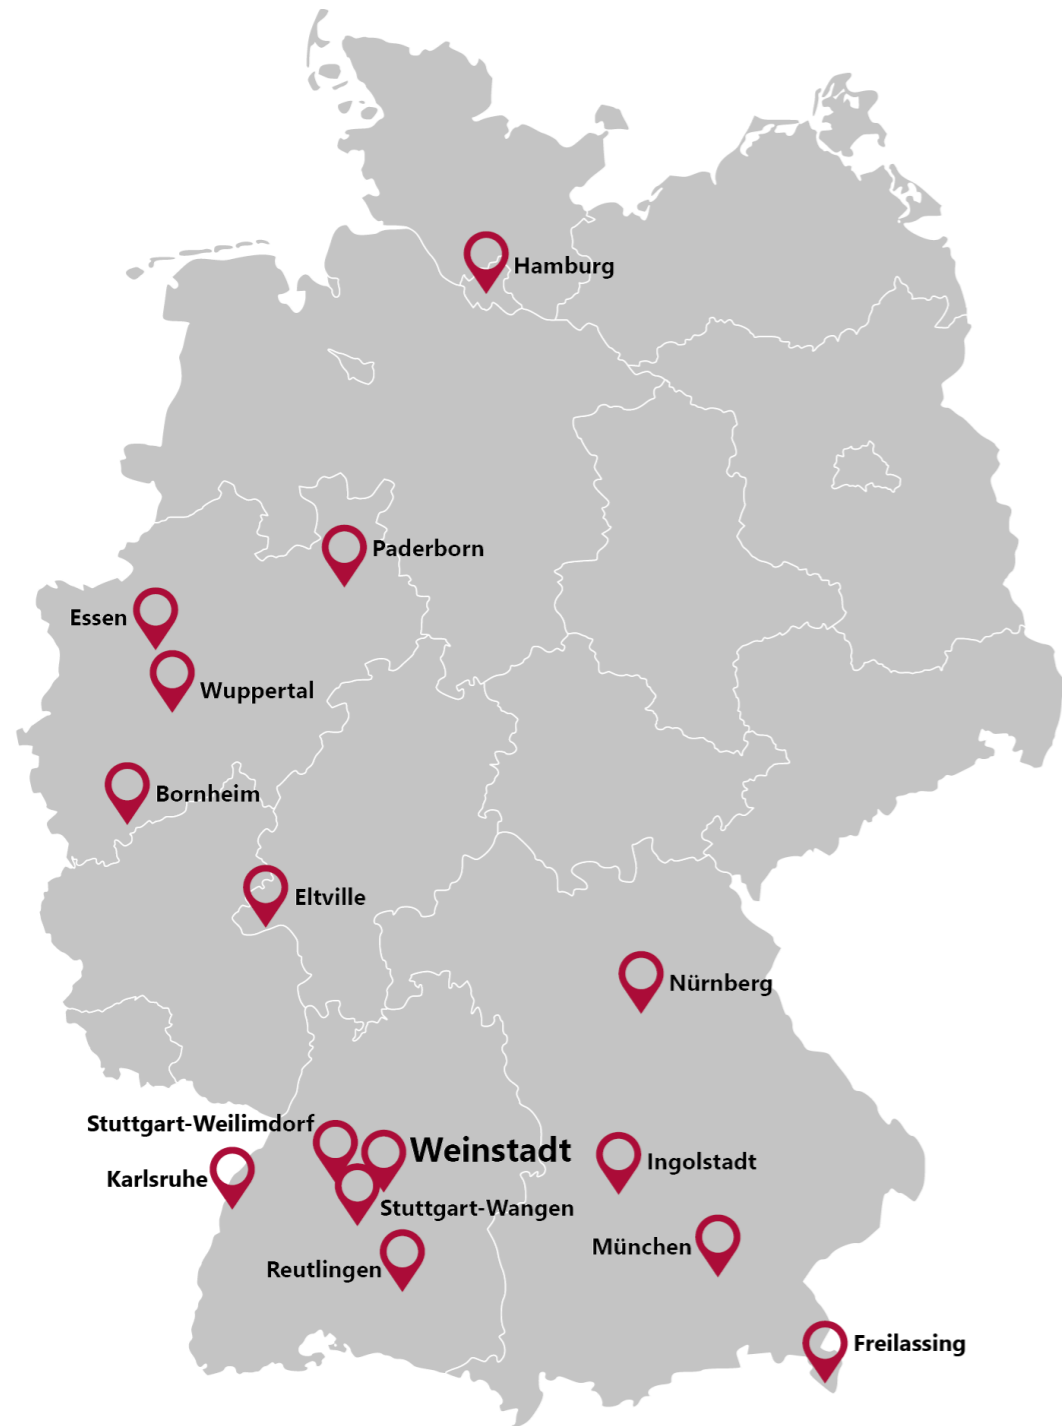 Hamburg
Paderborn
Essen
Wuppertal
Bornheim
Eltville
Nürnberg
Stuttgart-Weilimdorf
Weinstadt
Ingolstadt
Karlsruhe
Stuttgart-Wangen
München
Reutlingen
Freilassing